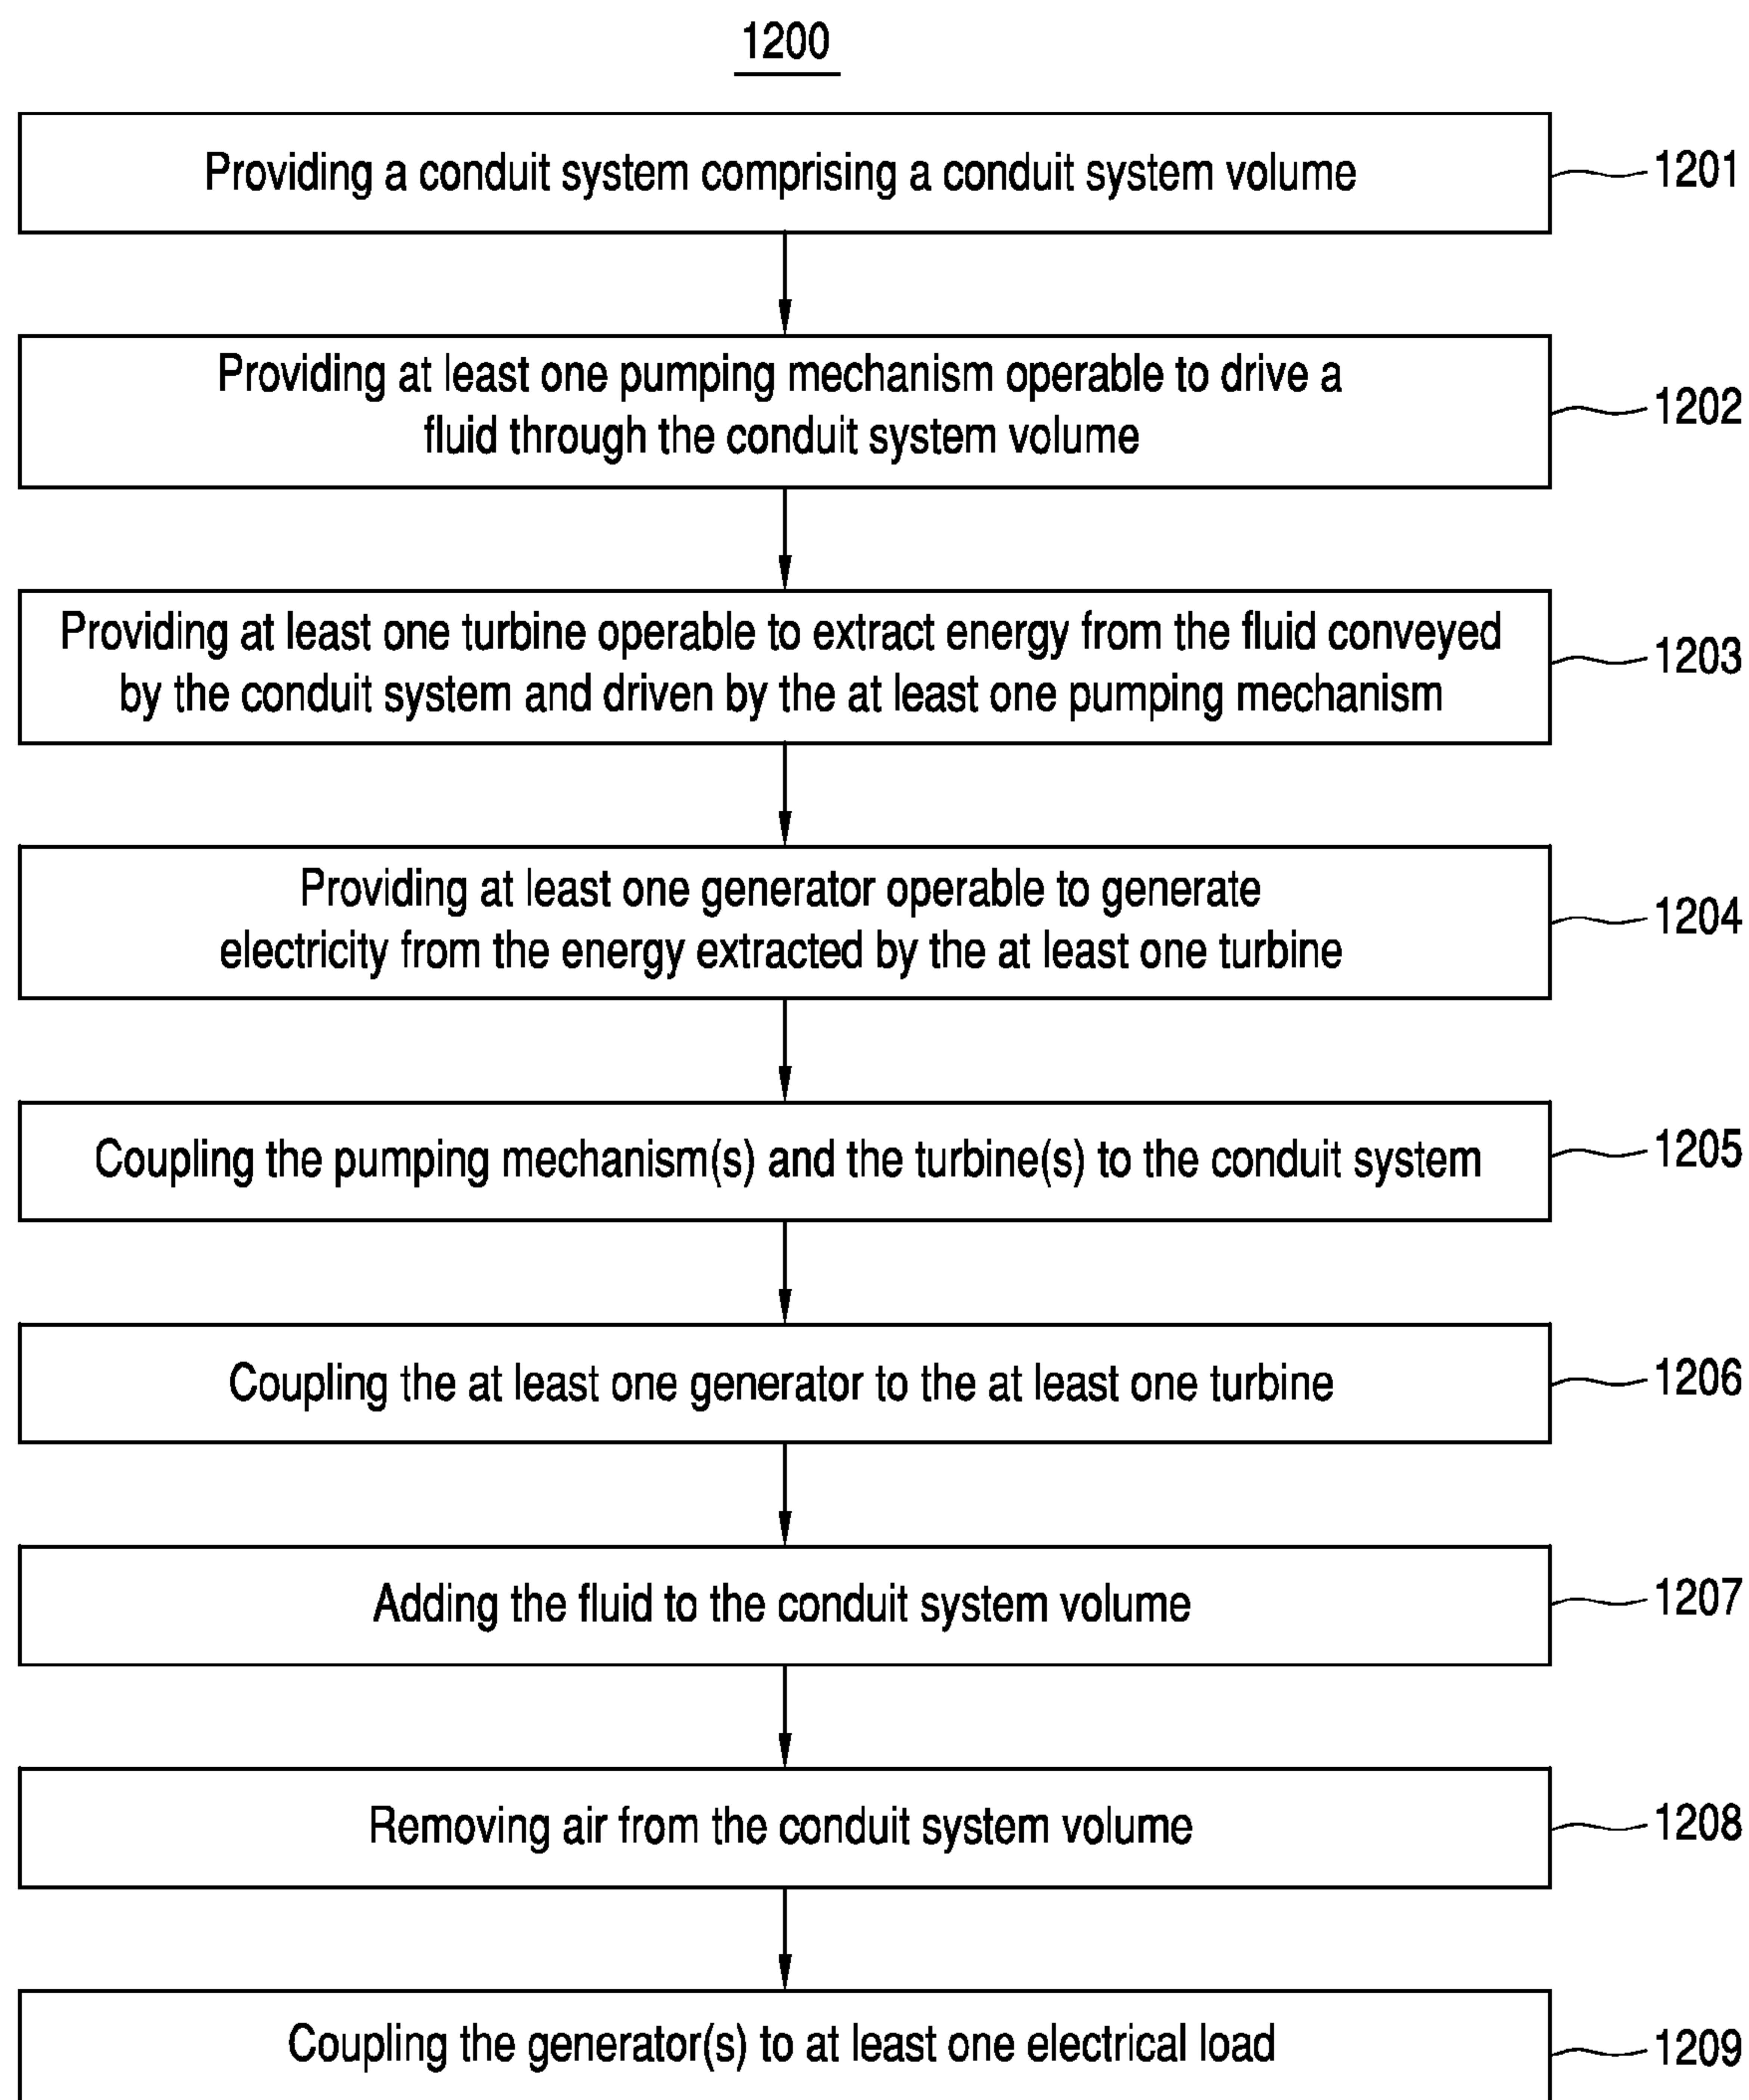 1200
Providing a conduit system comprising a conduit system volume
1201
Providing at least one pumping mechanism operable to drive a
fluid through the conduit system volume
1202
Providing at least one turbine operable to extract energy from the fluid conveyed
by the conduit system and driven by the at least one pumping mechanism
1203
Providing at least one generator operable to generate
electricity from the energy extracted by the at least one turbine
1204
Coupling the pumping mechanism(s) and the turbine(s) to the conduit system
1205
Coupling the at least one generator to the at least one turbine
1206
Adding the fluid to the conduit system volume
1207
Removing air from the conduit system volume
1208
Coupling the generator(s) to at least one electrical load
1209